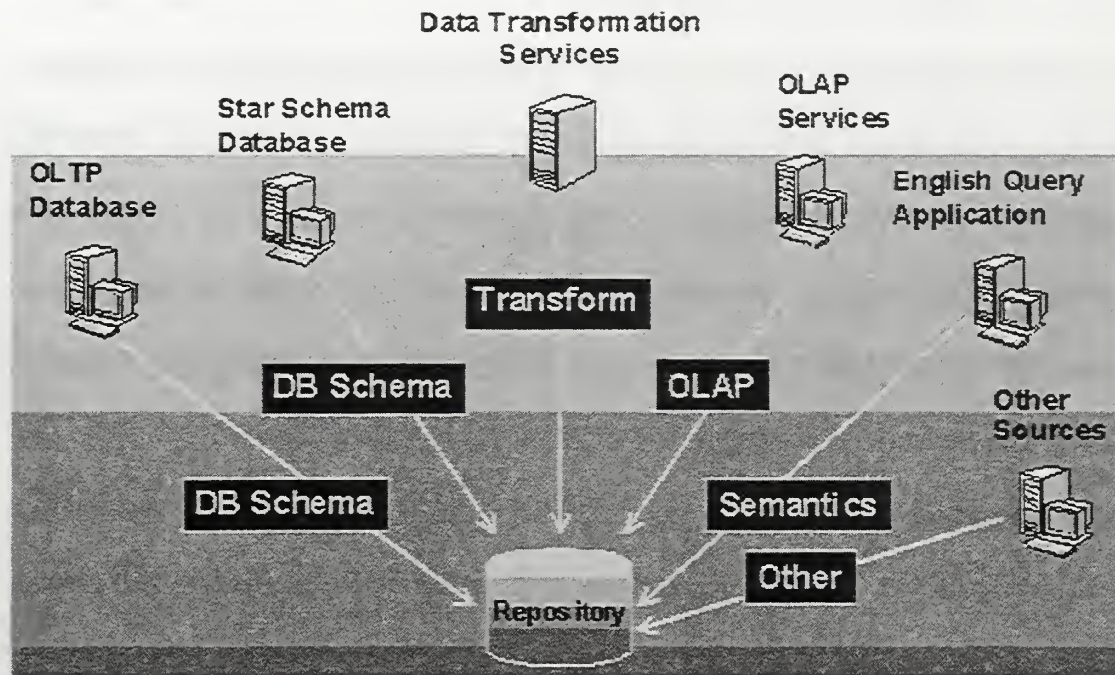 Data Transformation
Services
Star Schema
Database
OLAP
Services
OLTP
Database
English Query
Application
Transform
DB Schema
OLAP
Other
Sources
DB Schema
Semantics
Other
Repository